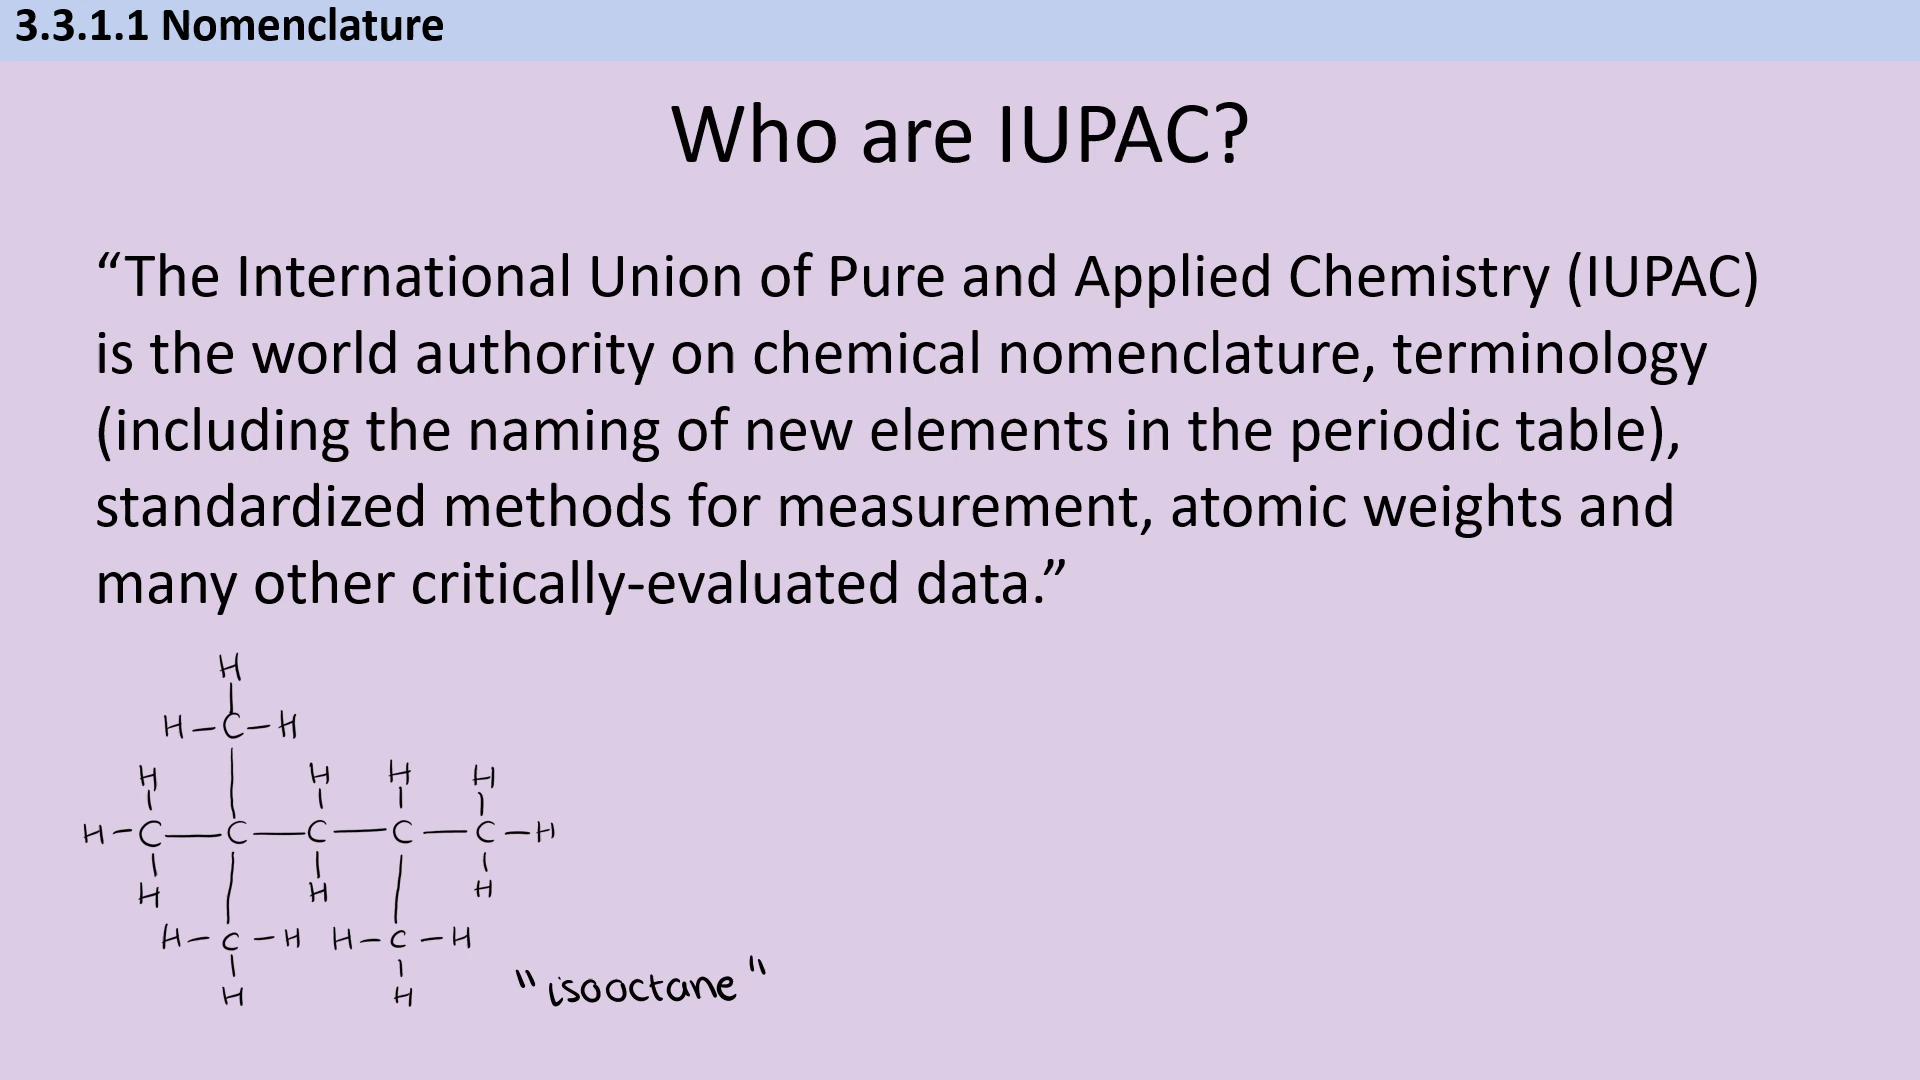 3.3.1.1 Nomenclature
Who are IUPAC?
“The International Union of Pure and Applied Chemistry (IUPAC)
is the world authority on chemical nomenclature, terminology
(including the naming of new elements in the periodic table),
standardized methods for measurement, atomic weights and
many other critically-evaluated data.”
H
H–C–H
H H H H
H–C–C–C–C–C–H
H H H
H–C–H H–C–H
H H
"isooctane"